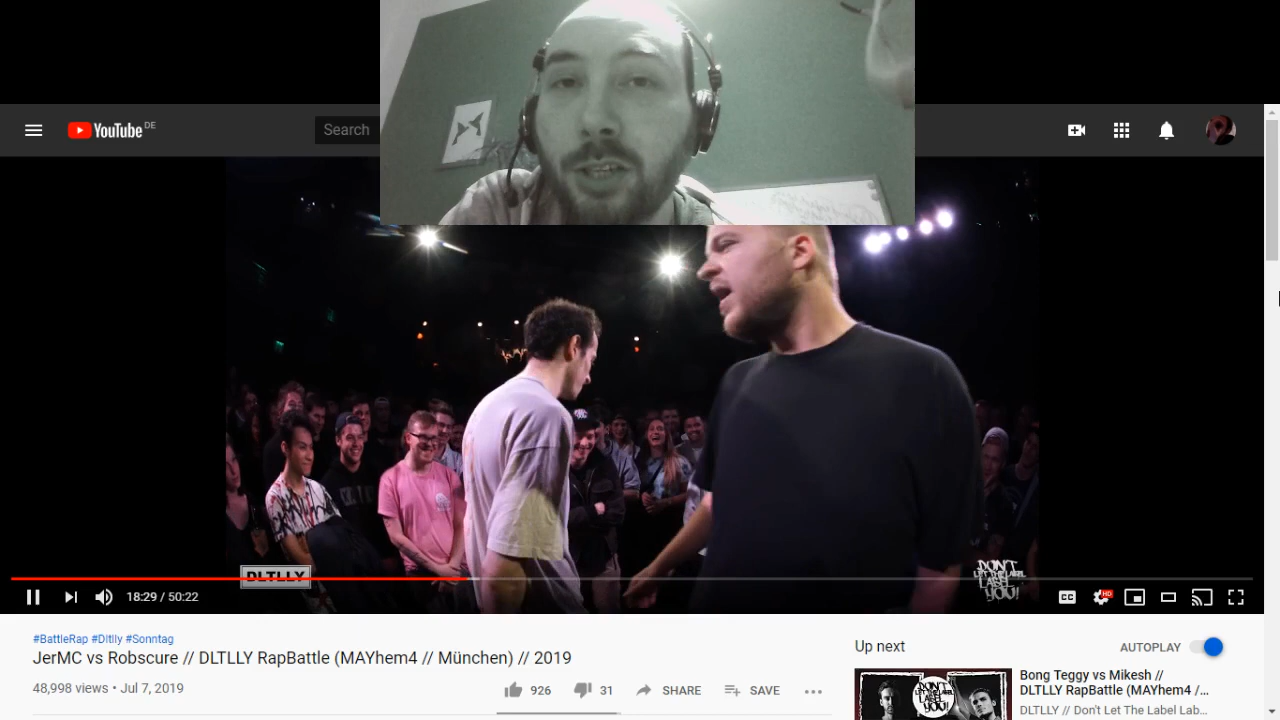 YouTube DE
Search
DLTLLY
DON'T
LET THE LABEL
LABEL
YOU!
18:29 / 50:22
CC
HD
#BattleRap #Dltlly #Sonntag
JerMC vs Robscure // DLTLLY RapBattle (MAYhem4 // München) // 2019
48,998 views • Jul 7, 2019
926
31
SHARE
SAVE
Up next
AUTOPLAY
Bong Teggy vs Mikesh //
DLTLLY RapBattle (MAYhem4 /...
DLTLLY // Don't Let The Label Lab...